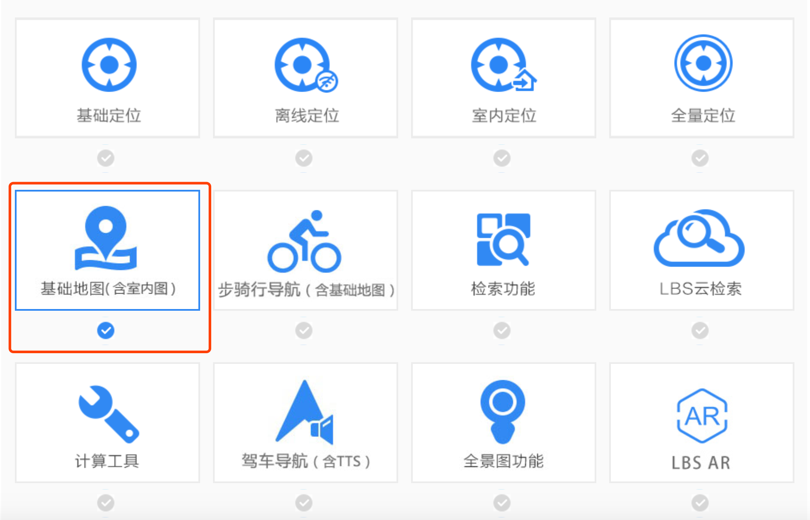 基础定位
离线定位
室内定位
全量定位
基础地图(含室内图)
步骑行导航(含基础地图)
检索功能
LBS云检索
计算工具
驾车导航(含TTS)
全景图功能
AR
LBS AR